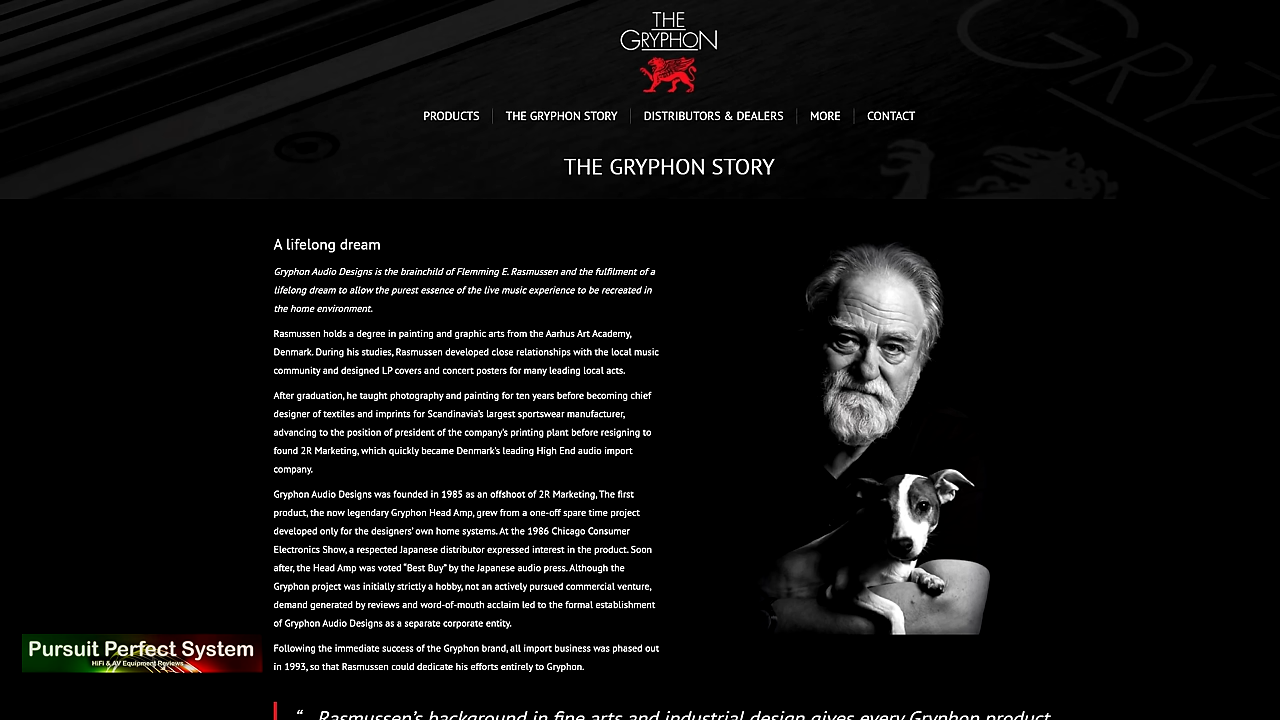 THE
GRYPHON
PRODUCTS
THE GRYPHON STORY
DISTRIBUTORS & DEALERS
MORE
CONTACT
THE GRYPHON STORY
A lifelong dream
Gryphon Audio Designs is the brainchild of Flemming E. Rasmussen and the fulfilment of a
lifelong dream to allow the purest essence of the live music experience to be recreated in
the home environment.
Rasmussen holds a degree in painting and graphic arts from the Aarhus Art Academy,
Denmark. During his studies, Rasmussen developed close relationships with the local music
community and designed LP covers and concert posters for many leading local acts.
After graduation, he taught photography and painting for ten years before becoming chief
designer of textiles and imprints for Scandinavia's largest sportswear manufacturer,
advancing to the position of president of the company's printing plant before resigning to
found 2R Marketing, which quickly became Denmark's leading High End audio import
company.
Gryphon Audio Designs was founded in 1985 as an offshoot of 2R Marketing, The first
product, the now legendary Gryphon Head Amp, grew from a one-off spare time project
developed only for the designers' own home systems. At the 1986 Chicago Consumer
Electronics Show, a respected Japanese distributor expressed interest in the product. Soon
after, the Head Amp was voted "Best Buy" by the Japanese audio press. Although the
Gryphon project was initially strictly a hobby, not an actively pursued commercial venture,
demand generated by reviews and word-of-mouth acclaim led to the formal establishment
of Gryphon Audio Designs as a separate corporate entity.
Following the immediate success of the Gryphon brand, all import business was phased out
in 1993, so that Rasmussen could dedicate his efforts entirely to Gryphon.
Pursuit Perfect System
HiFi & AV Equipment Reviews
“ Rasmussen's background in fine arts and industrial design gives every Gryphon product